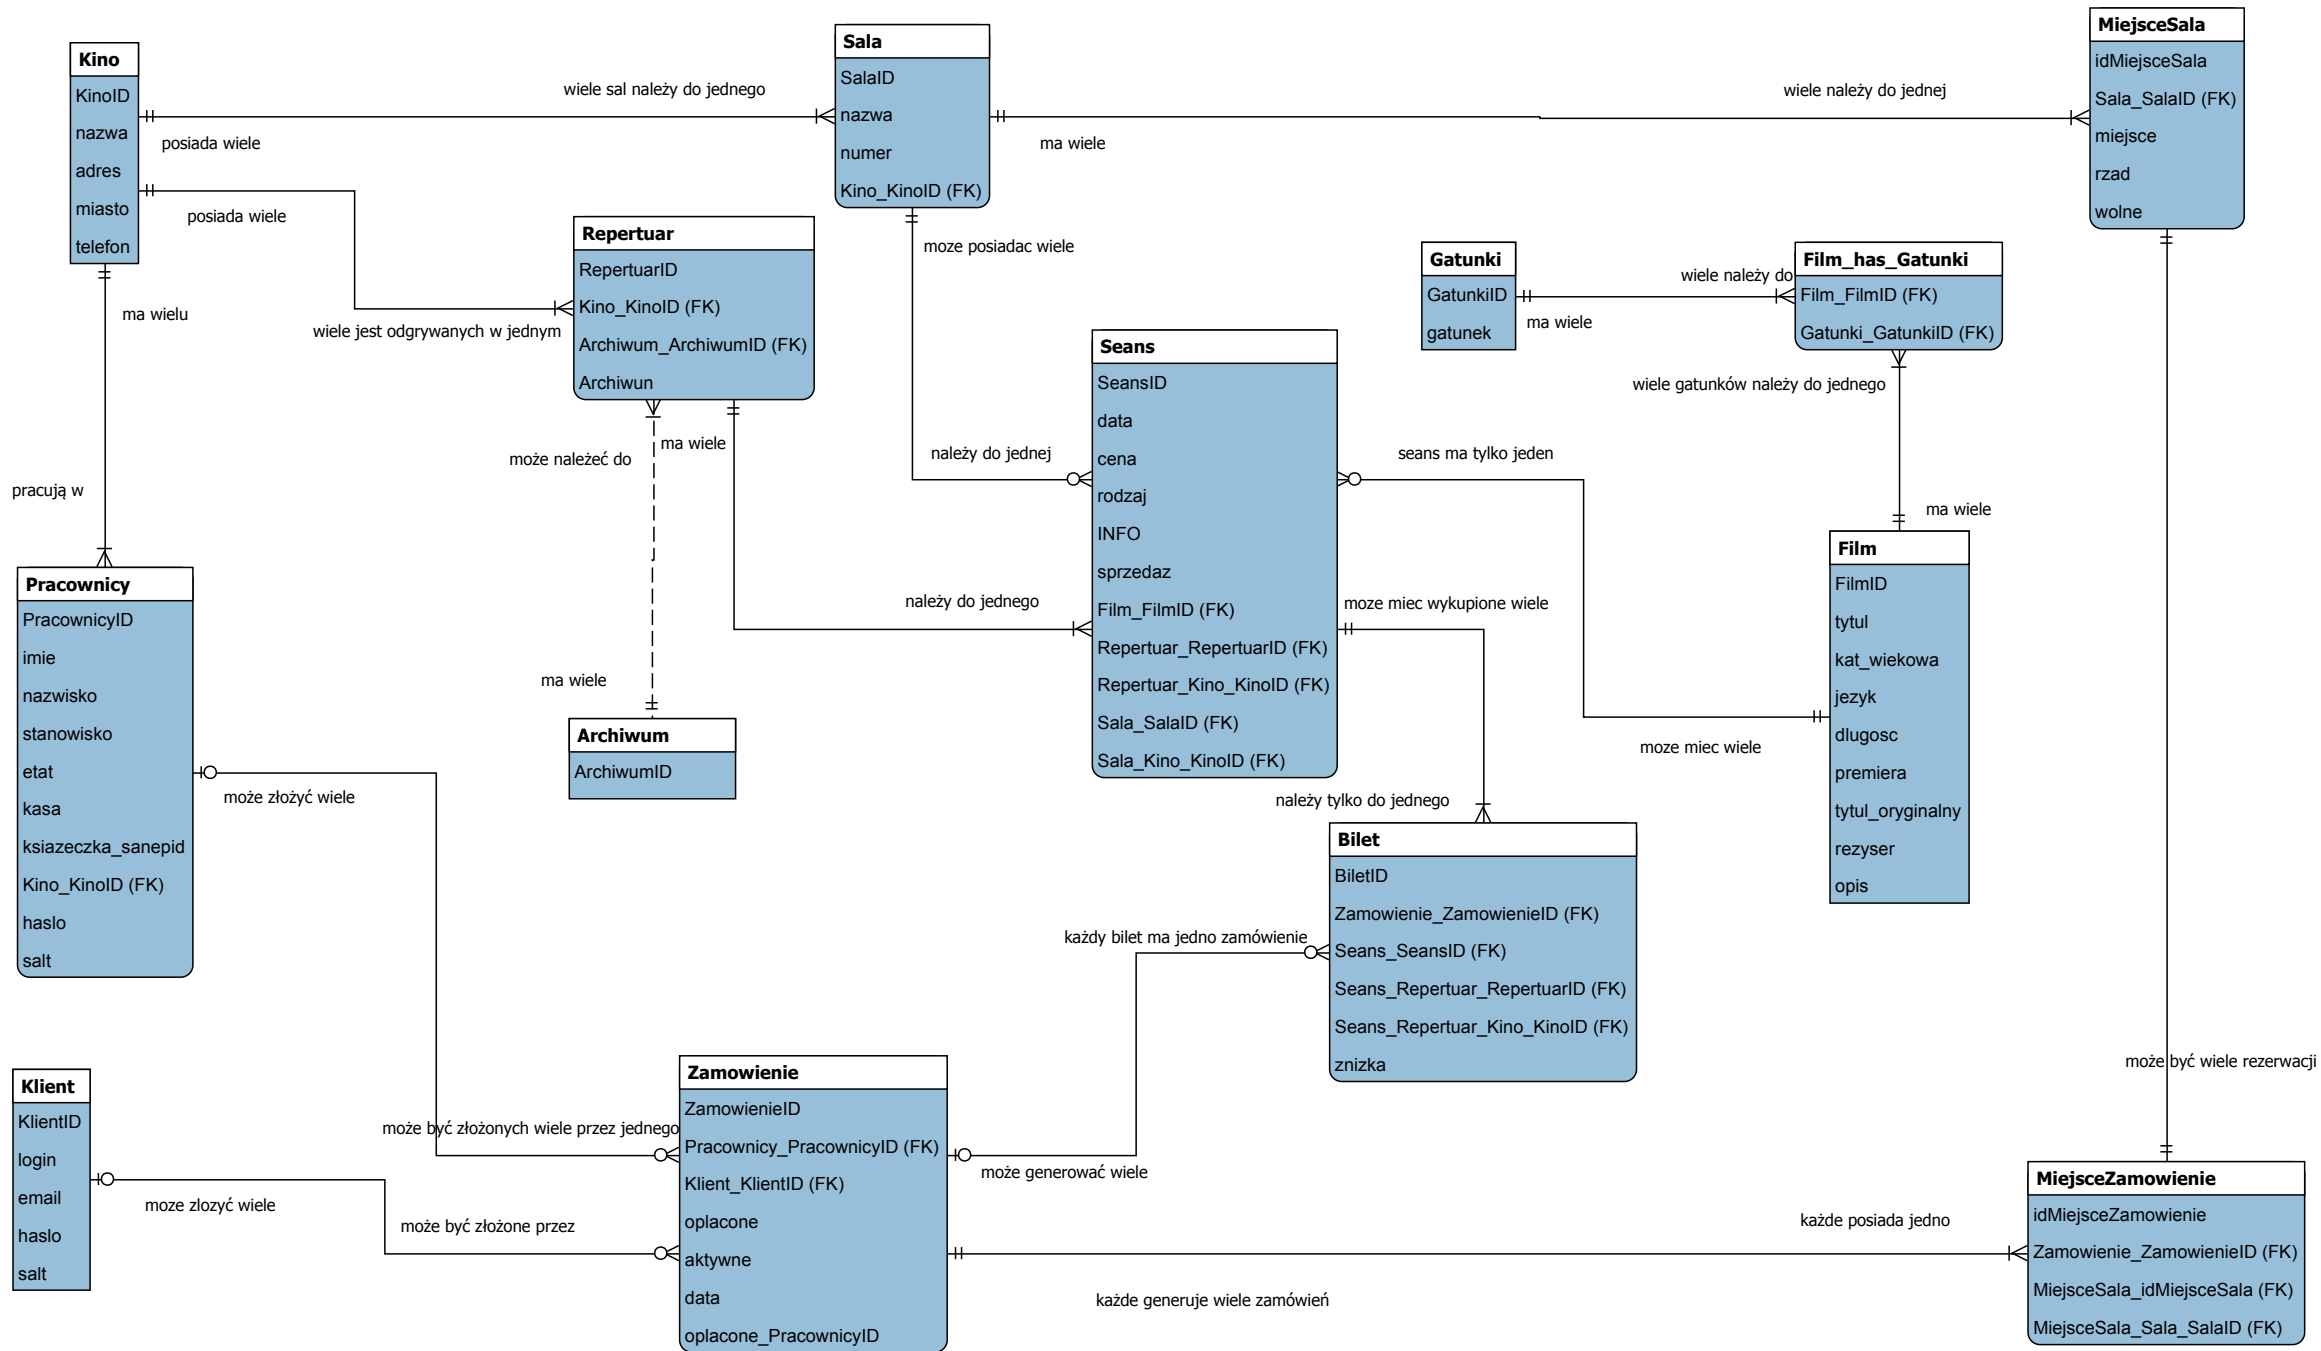 Kino
KinoID
nazwa
adres
miasto
telefon
wiele sal należy do jednego
posiada wiele
posiada wiele
ma wielu
pracują w
Sala
SalaID
nazwa
numer
Kino_KinoID (FK)
ma wiele
wiele należy do jednej
MiejsceSala
idMiejsceSala
Sala_SalaID (FK)
miejsce
rzad
wolne
Repertuar
RepertuarID
Kino_KinoID (FK)
Archiwum_ArchiwumID (FK)
Archiwun
wiele jest odgrywanych w jednym
moze posiadac wiele
należy do jednej
może należeć do
ma wiele
ma wiele
należy do jednego
Archiwum
ArchiwumID
Gatunki
GatunkiID
gatunek
wiele należy do
ma wiele
Film_has_Gatunki
Film_FilmID (FK)
Gatunki_GatunkiID (FK)
wiele gatunków należy do jednego
ma wiele
Seans
SeansID
data
cena
rodzaj
INFO
sprzedaz
Film_FilmID (FK)
Repertuar_RepertuarID (FK)
Repertuar_Kino_KinoID (FK)
Sala_SalaID (FK)
Sala_Kino_KinoID (FK)
seans ma tylko jeden
moze miec wykupione wiele
moze miec wiele
należy tylko do jednego
Film
FilmID
tytul
kat_wiekowa
jezyk
dlugosc
premiera
tytul_oryginalny
rezyser
opis
Pracownicy
PracownicyID
imie
nazwisko
stanowisko
etat
kasa
ksiazeczka_sanepid
Kino_KinoID (FK)
haslo
salt
może złożyć wiele
Bilet
BiletID
Zamowienie_ZamowienieID (FK)
Seans_SeansID (FK)
Seans_Repertuar_RepertuarID (FK)
Seans_Repertuar_Kino_KinoID (FK)
znizka
każdy bilet ma jedno zamówienie
może generować wiele
Klient
KlientID
login
email
haslo
salt
moze zlozyć wiele
może być złożonych wiele przez jednego
może być złożone przez
Zamowienie
ZamowienieID
Pracownicy_PracownicyID (FK)
Klient_KlientID (FK)
oplacone
aktywne
data
oplacone_PracownicyID
każde generuje wiele zamówień
każde posiada jedno
może być wiele rezerwacji
MiejsceZamowienie
idMiejsceZamowienie
Zamowienie_ZamowienieID (FK)
MiejsceSala_idMiejsceSala (FK)
MiejsceSala_Sala_SalaID (FK)